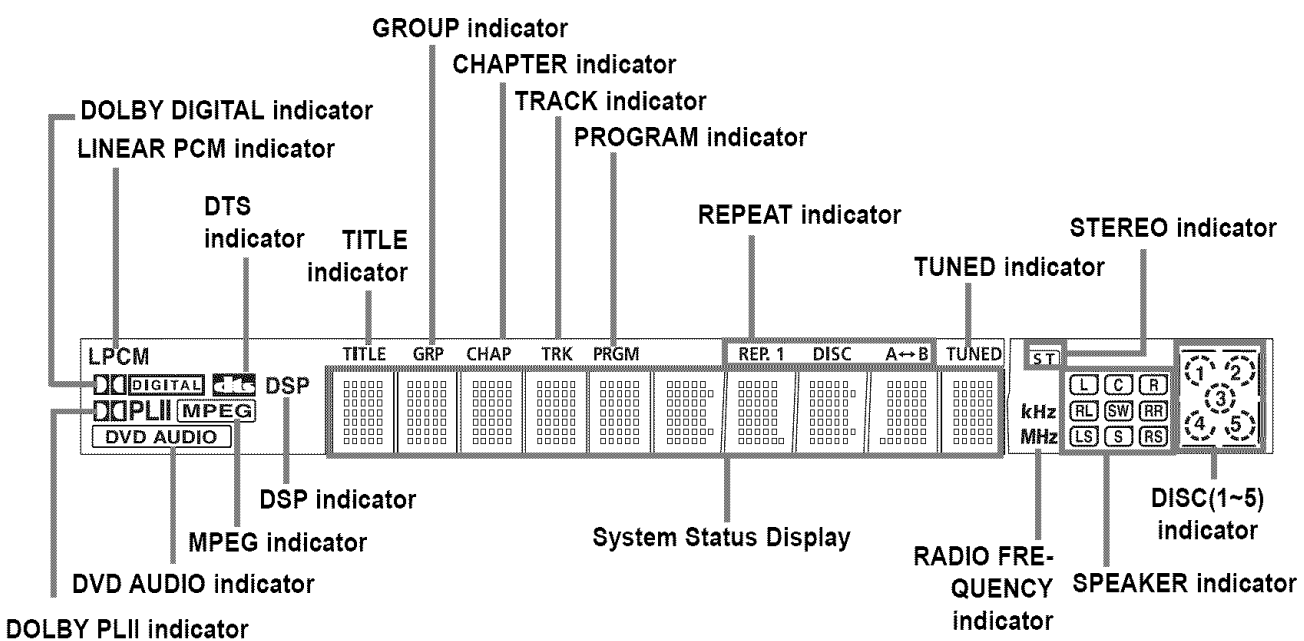 GROUP indicator
CHAPTER indicator
DOLBY DIGITAL indicator
TRACK indicator
LINEAR PCM indicator
PROGRAM indicator
DTS
indicator
TITLE
indicator
REPEAT indicator
STEREO indicator
TUNED indicator
LPCM
TITLE GRP CHAP TRK PRGM REP. 1 DISC A↔B TUNED
ST
DIGITAL dts DSP
PLII MPEG
DVD AUDIO
kHz
MHz
L C R
RL SW RR
LS S RS
1 2
3
4 5
DSP indicator
MPEG indicator
DVD AUDIO indicator
DOLBY PLII indicator
System Status Display
RADIO FRE-
QUENCY
indicator
SPEAKER indicator
DISC(1~5)
indicator